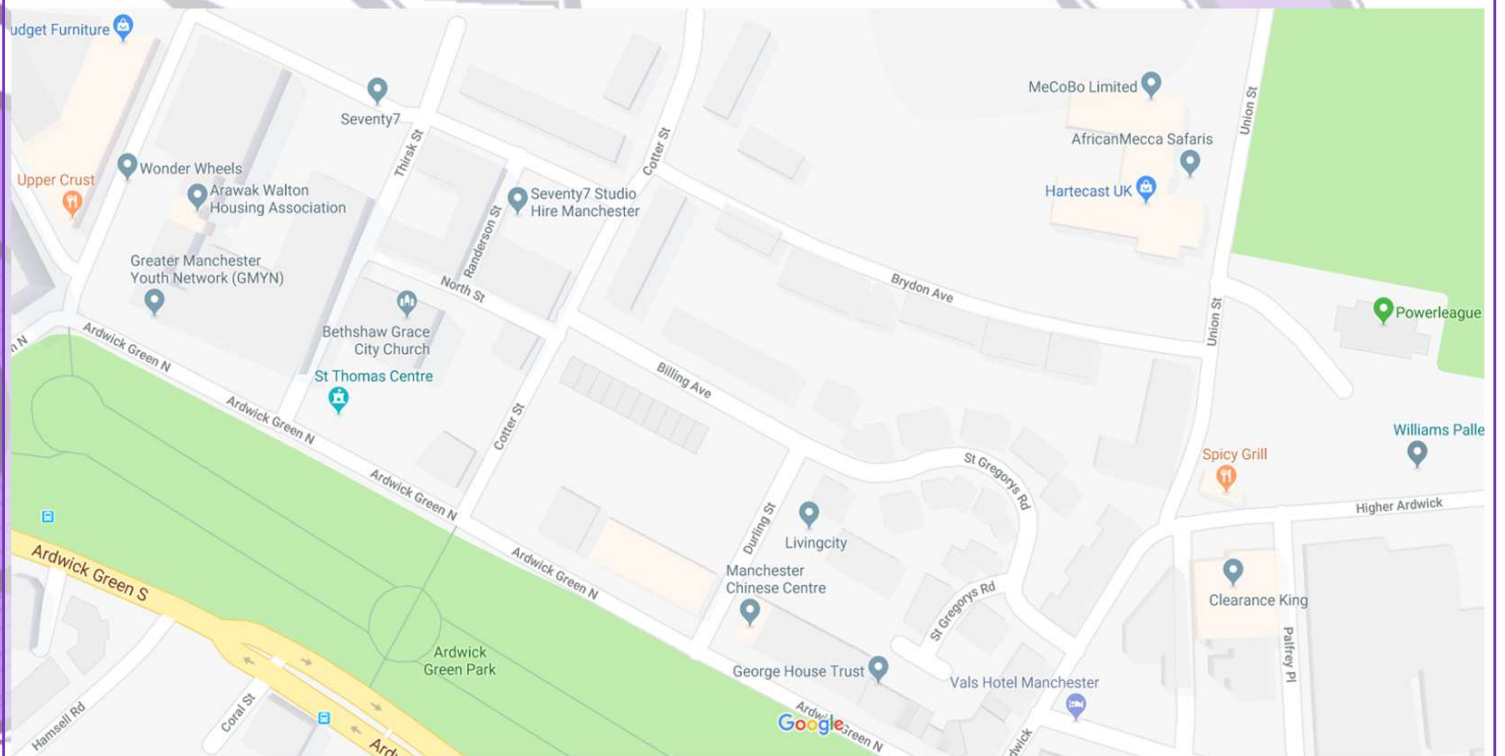 udget Furniture
Seventy7
Thirsk St
Cotter St
MeCoBo Limited
Union St
AfricanMecca Safaris
Wonder Wheels
Upper Crust
Arawak Walton
Housing Association
Seventy7 Studio
Hire Manchester
Hartecast UK
Randerson St
Greater Manchester
Youth Network (GMYN)
North St
Brydon Ave
Union St
Powerleague
n N
Ardwick Green N
Bethshaw Grace
City Church
St Thomas Centre
Billing Ave
Ardwick Green N
Cotter St
Williams Palle
Spicy Grill
St Gregorys Rd
Ardwick Green N
Higher Ardwick
Durling St
Livingcity
Ardwick Green S
Ardwick Green N
Manchester
Chinese Centre
St Gregorys Rd
Clearance King
Palfrey Pl
Ardwick
Green Park
George House Trust
Vals Hotel Manchester
Hamsell Rd
Coral St
Google
Ardwi Green N
dwick
Ardw